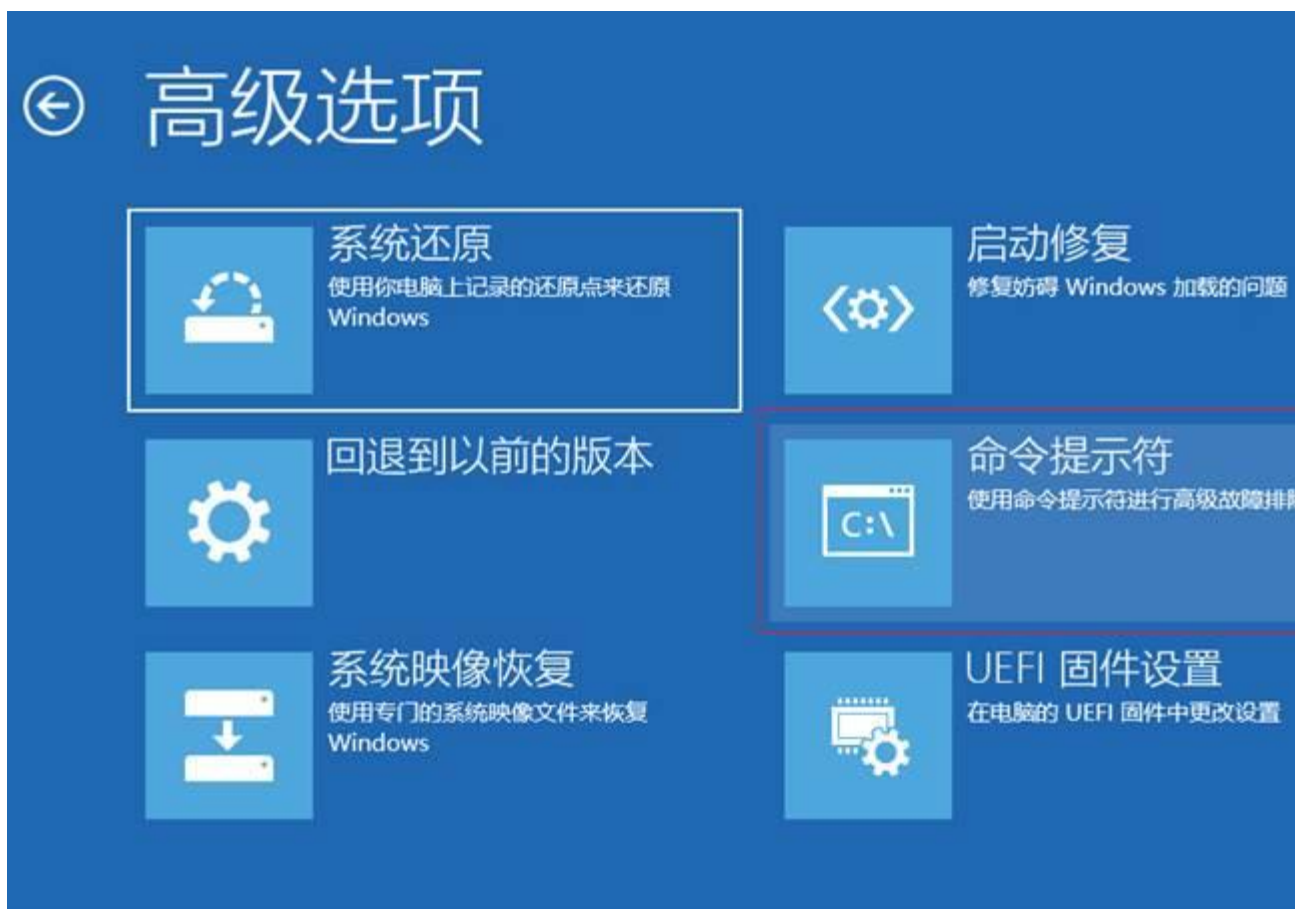 高级选项
系统还原
使用你电脑上记录的还原点来还原
Windows
启动修复
修复妨碍 Windows 加载的问题
回退到以前的版本
命令提示符
使用命令提示符进行高级故障排
C:\
系统映像恢复
使用专门的系统映像文件来恢复
Windows
UEFI 固件设置
在电脑的 UEFI 固件中更改设置